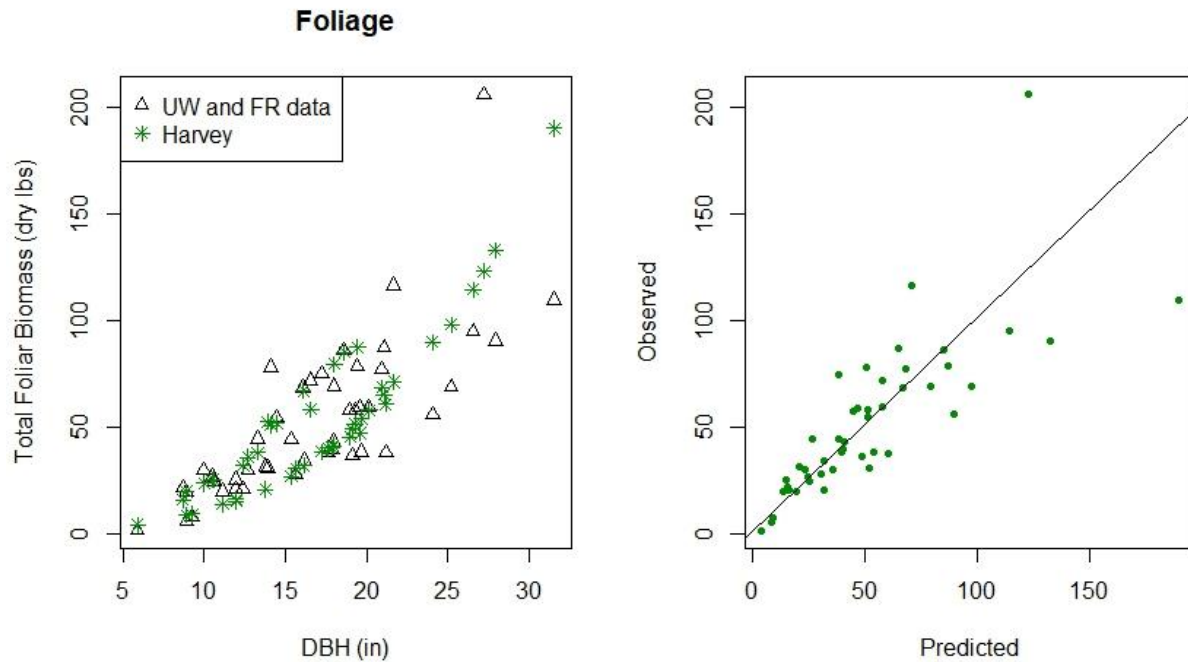 Foliage
UW and FR data
Harvey
Total Foliar Biomass (dry lbs)
200
150
100
50
0
5 10 15 20 25 30
DBH (in)
Observed
200
150
100
50
0
0 50 100 150
Predicted